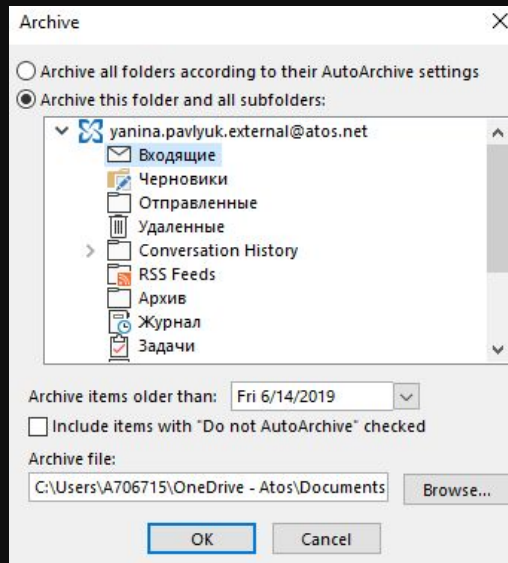 Archive
Archive all folders according to their AutoArchive settings
Archive this folder and all subfolders:
yanina.pavlyuk.external@atos.net
Входящие
Черновики
Отправленные
Удаленные
Conversation History
RSS Feeds
Архив
Журнал
Задачи
Archive items older than: Fri 6/14/2019
Include items with "Do not AutoArchive" checked
Archive file:
C:\Users\A706715\OneDrive - Atos\Documents Browse...
OK Cancel